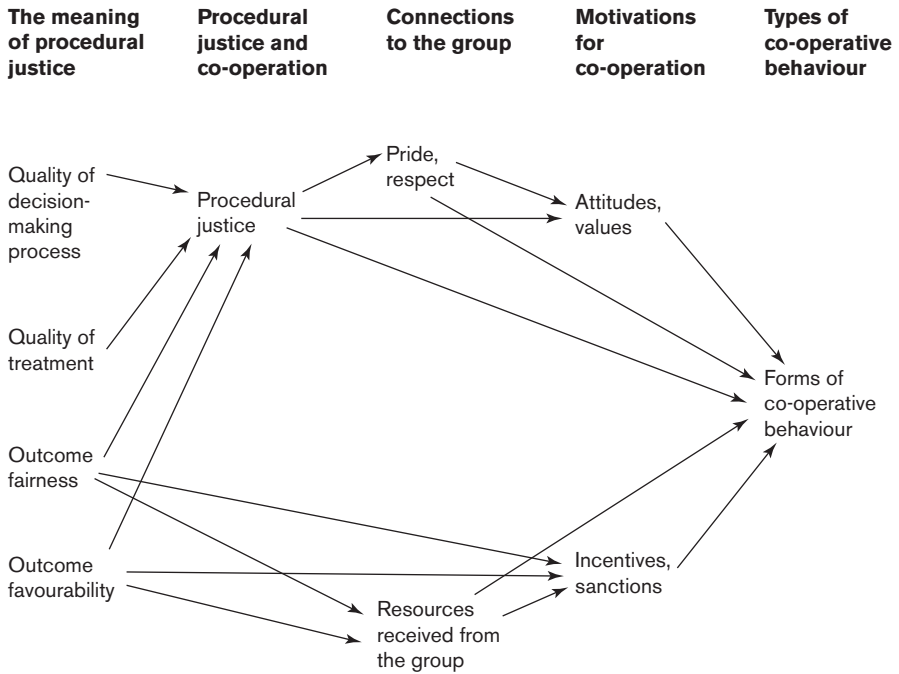 The meaning
of procedural
justice
Procedural
justice and
co-operation
Connections
to the group
Motivations
for
co-operation
Types of
co-operative
behaviour
Quality of
decision-
making
process
Quality of
treatment
Outcome
fairness
Outcome
favourability
Procedural
justice
Pride,
respect
Resources
received from
the group
Attitudes,
values
Incentives,
sanctions
Forms of
co-operative
behaviour